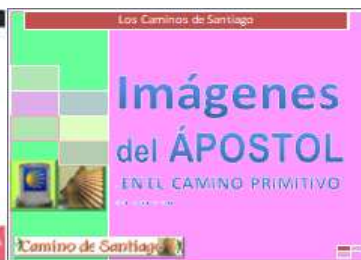 Los Caminos de Santiago
Imágenes
del ÁPOSTOL
EN EL CAMINO PRIMITIVO
Camino de Santiago